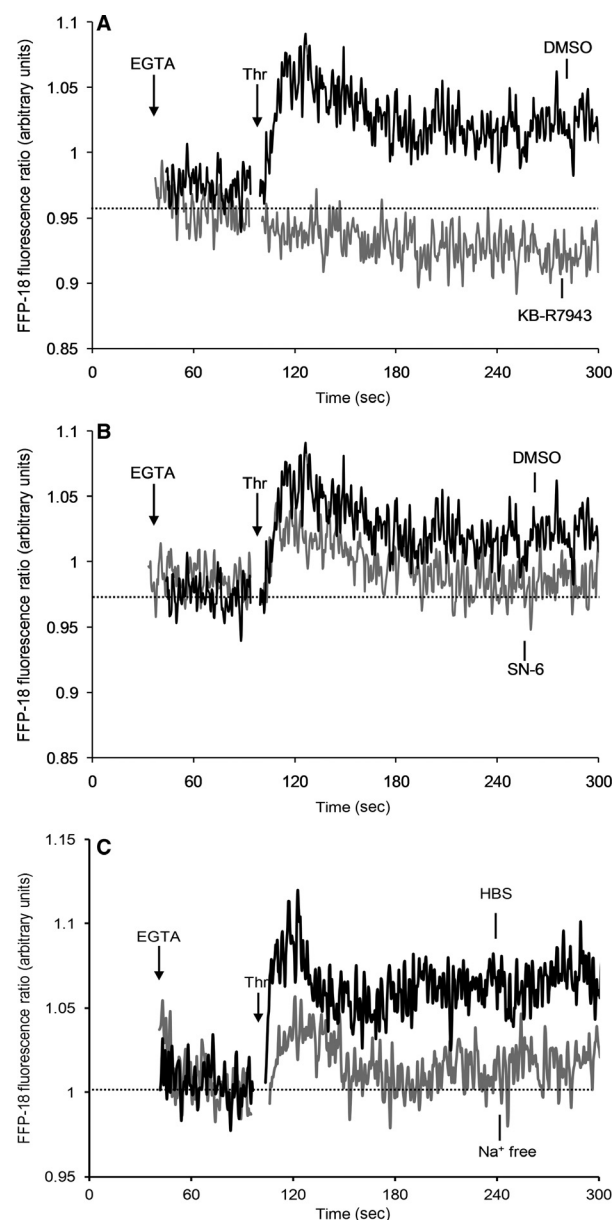 A
FFP-18 fluorescence ratio (arbitrary units)
1.1
1.05
1
0.95
0.9
0.85
EGTA
Thr
DMSO
KB-R7943
0 60 120 180 240 300
Time (sec)
B
FFP-18 fluorescence ratio (arbitrary units)
1.1
1.05
1
0.95
0.9
0.85
EGTA
Thr
DMSO
SN-6
0 60 120 180 240 300
Time (sec)
C
FFP-18 fluorescence ratio (arbitrary units)
1.15
1.1
1.05
1
0.95
EGTA
Thr
HBS
Na⁺ free
0 60 120 180 240 300
Time (sec)